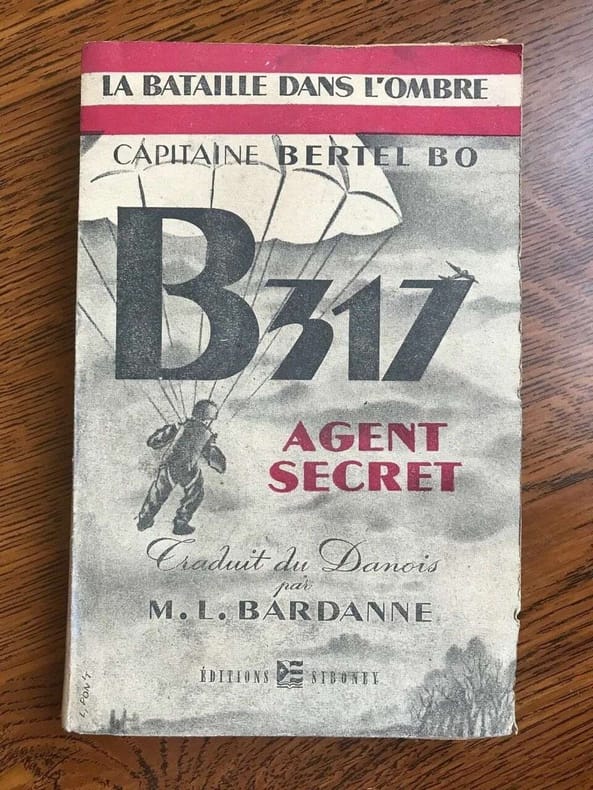 LA BATAILLE DANS L'OMBRE
CAPITAINE BERTEL BO
B317
AGENT
SECRET
Traduit du Danois
par
M. L. BARDANNE
ÉDITIONS SIBONEY